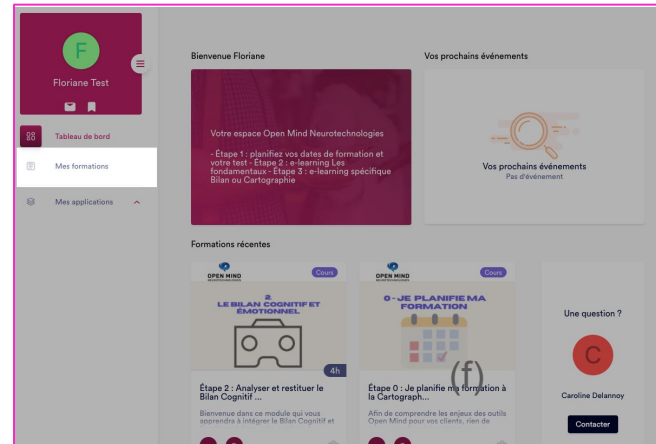 F
Floriane Test
Tableau de bord
Mes formations
Mes applications
Bienvenue Floriane
Votre espace Open Mind Neurotechnologies
- Étape 1 : planifiez vos dates de formation et
votre test - Étape 2 : e-learning Les
fondamentaux - Étape 3 : e-learning spécifique
Bilan ou Cartographie
Vos prochains événements
Vos prochains événements
Pas d'événement
Formations récentes
OPEN MIND
NEUROTECHNOLOGIES
Cours
2.
LE BILAN COGNITIF ET
ÉMOTIONNEL
4h
Étape 2 : Analyser et restituer le
Bilan Cognitif ...
Bienvenue dans ce module qui vous
apprendra à intégrer le Bilan Cognitif et
OPEN MIND
NEUROTECHNOLOGIES
Cours
0 - JE PLANIFIE MA
FORMATION
(f)
Étape 0 : Je planifie ma formation à
la Cartograph...
Afin de comprendre les enjeux des outils
Open Mind pour vos clients, rien de
Une question ?
C
Caroline Delannoy
Contacter